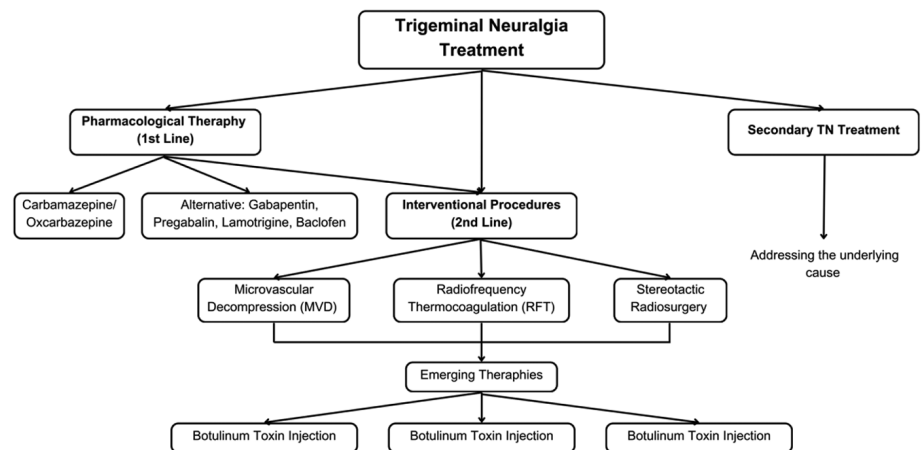 Trigeminal Neuralgia
Treatment
Pharmacological Theraphy
(1st Line)
Secondary TN Treatment
Carbamazepine/
Oxcarbazepine
Alternative: Gabapentin,
Pregabalin, Lamotrigine, Baclofen
Interventional Procedures
(2nd Line)
Addressing the underlying
cause
Microvascular
Decompression (MVD)
Radiofrequency
Thermocoagulation (RFT)
Stereotactic
Radiosurgery
Emerging Theraphies
Botulinum Toxin Injection
Botulinum Toxin Injection
Botulinum Toxin Injection